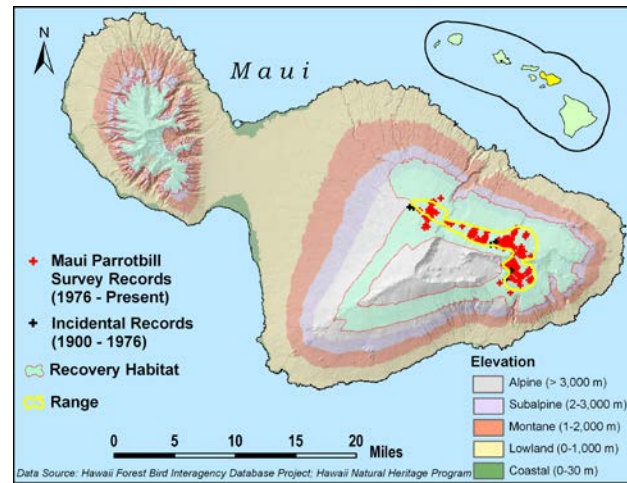 N
Maui
Maui Parrotbill
Survey Records
(1976 - Present)
Incidental Records
(1900 - 1976)
Recovery Habitat
Range
Elevation
Alpine (> 3,000 m)
Subalpine (2-3,000 m)
Montane (1-2,000 m)
Lowland (0-1,000 m)
Coastal (0-30 m)
0 5 10 15 20
Miles
Data Source: Hawaii Forest Bird Interagency Database Project; Hawaii Natural Heritage Program